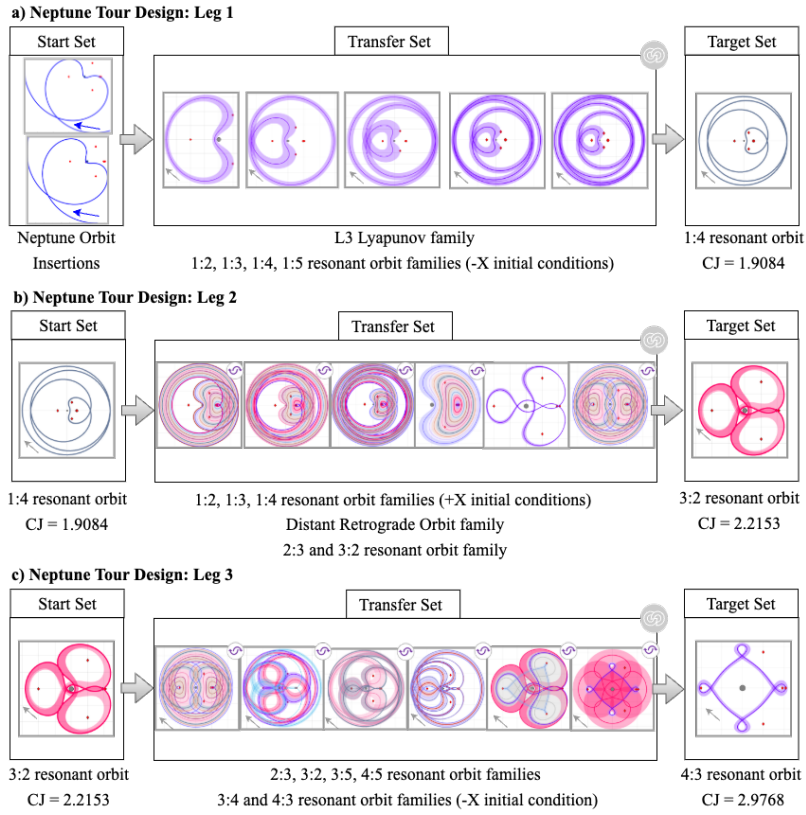 a) Neptune Tour Design: Leg 1
Start Set
Transfer Set
Target Set
Neptune Orbit
Insertions
L3 Lyapunov family
1:2, 1:3, 1:4, 1:5 resonant orbit families (-X initial conditions)
1:4 resonant orbit
CJ = 1.9084
b) Neptune Tour Design: Leg 2
Start Set
Transfer Set
Target Set
1:4 resonant orbit
CJ = 1.9084
1:2, 1:3, 1:4 resonant orbit families (+X initial conditions)
Distant Retrograde Orbit family
2:3 and 3:2 resonant orbit family
3:2 resonant orbit
CJ = 2.2153
c) Neptune Tour Design: Leg 3
Start Set
Transfer Set
Target Set
3:2 resonant orbit
CJ = 2.2153
2:3, 3:2, 3:5, 4:5 resonant orbit families
3:4 and 4:3 resonant orbit families (-X initial condition)
4:3 resonant orbit
CJ = 2.9768